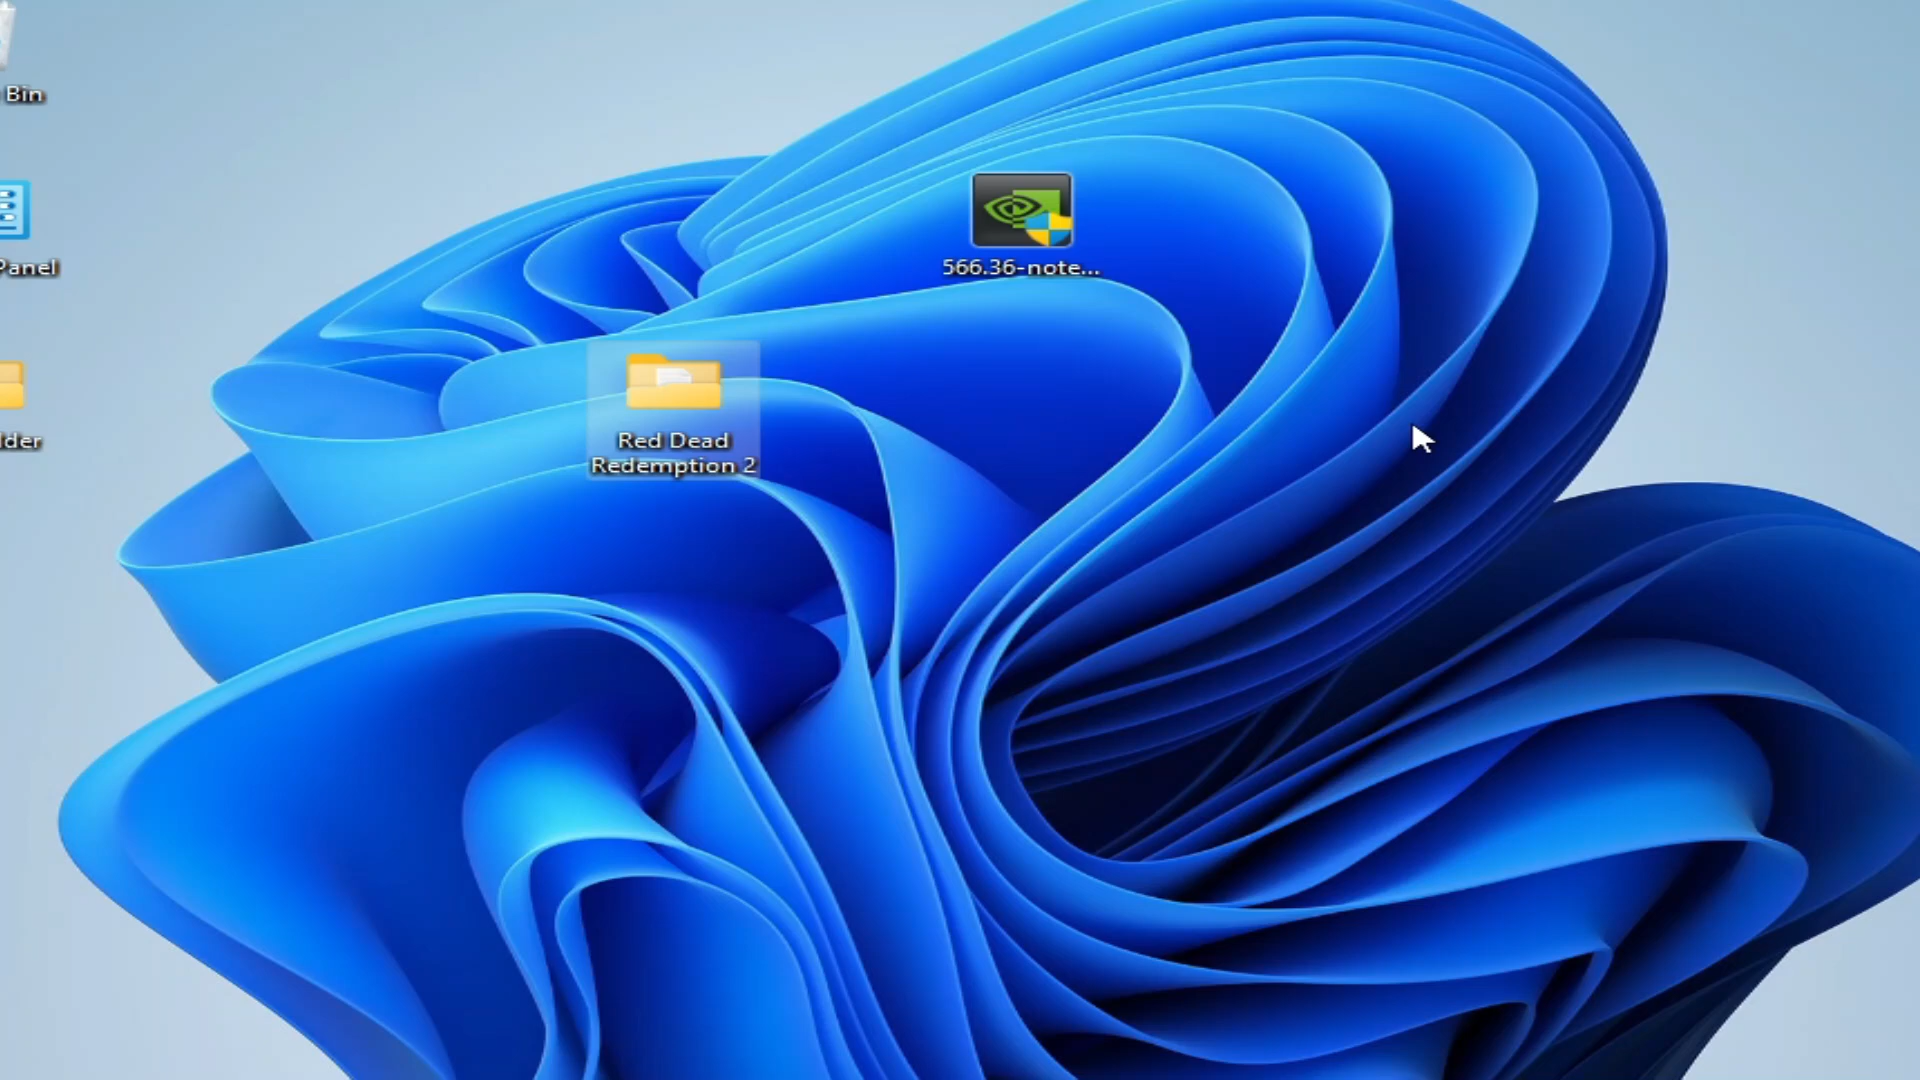 Bin
Panel
lder
566.36-note...
Red Dead
Redemption 2